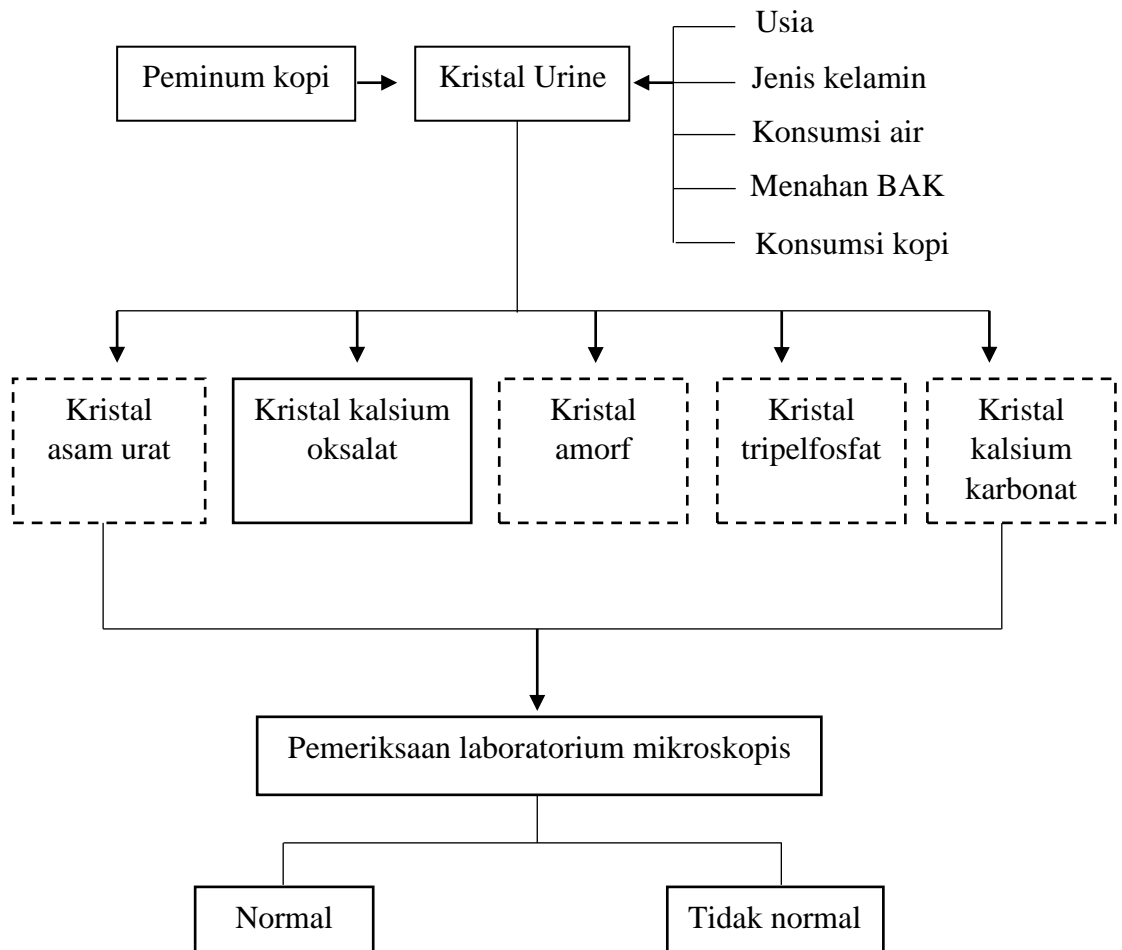 Peminum kopi
Kristal Urine
Usia
Jenis kelamin
Konsumsi air
Menahan BAK
Konsumsi kopi
Kristal
asam urat
Kristal kalsium
oksalat
Kristal
amorf
Kristal
tripelfosfat
Kristal
kalsium
karbonat
Pemeriksaan laboratorium mikroskopis
Normal
Tidak normal